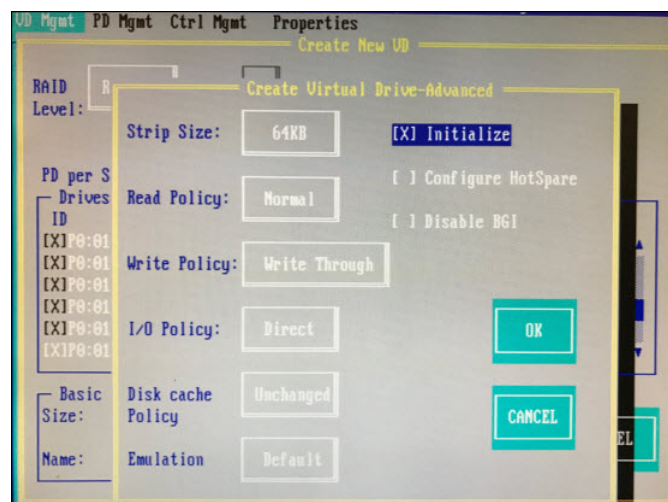 VD Mgmt PD Mgmt Ctrl Mgmt Properties
Create New VD
RAID Level: R
Create Virtual Drive-Advanced
Strip Size: 64KB [X] Initialize
PD per S
[ ] Configure HotSpare
Drives
Read Policy: Normal
ID
[ ] Disable BGI
[X]P0:01
[X]P0:01
Write Policy: Write Through
[X]P0:01
[X]P0:01
[X]P0:01
I/O Policy: Direct OK
[X]P0:01
Basic
Disk cache Policy Unchanged
Size:
CANCEL
EL
Name:
Emulation Default